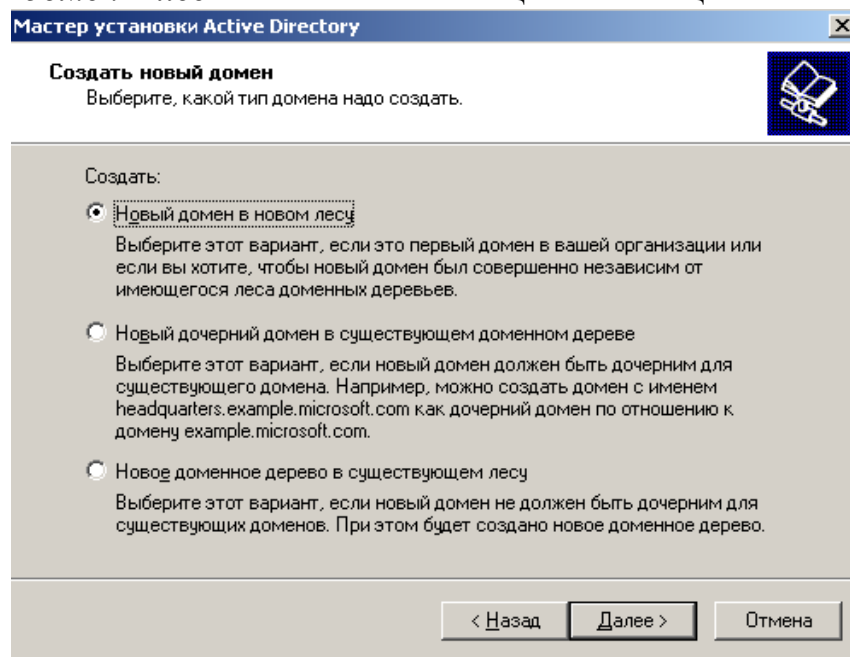 Мастер установки Active Directory
Создать новый домен
Выберите, какой тип домена надо создать.
Создать:
Новый домен в новом лесу
Выберите этот вариант, если это первый домен в вашей организации или
если вы хотите, чтобы новый домен был совершенно независим от
имеющегося леса доменных деревьев.
Новый дочерний домен в существующем доменном дереве
Выберите этот вариант, если новый домен должен быть дочерним для
существующего домена. Например, можно создать домен с именем
headquarters.example.microsoft.com как дочерний домен по отношению к
домену example.microsoft.com.
Новое доменное дерево в существующем лесу
Выберите этот вариант, если новый домен не должен быть дочерним для
существующих доменов. При этом будет создано новое доменное дерево.
< Назад Далее > Отмена